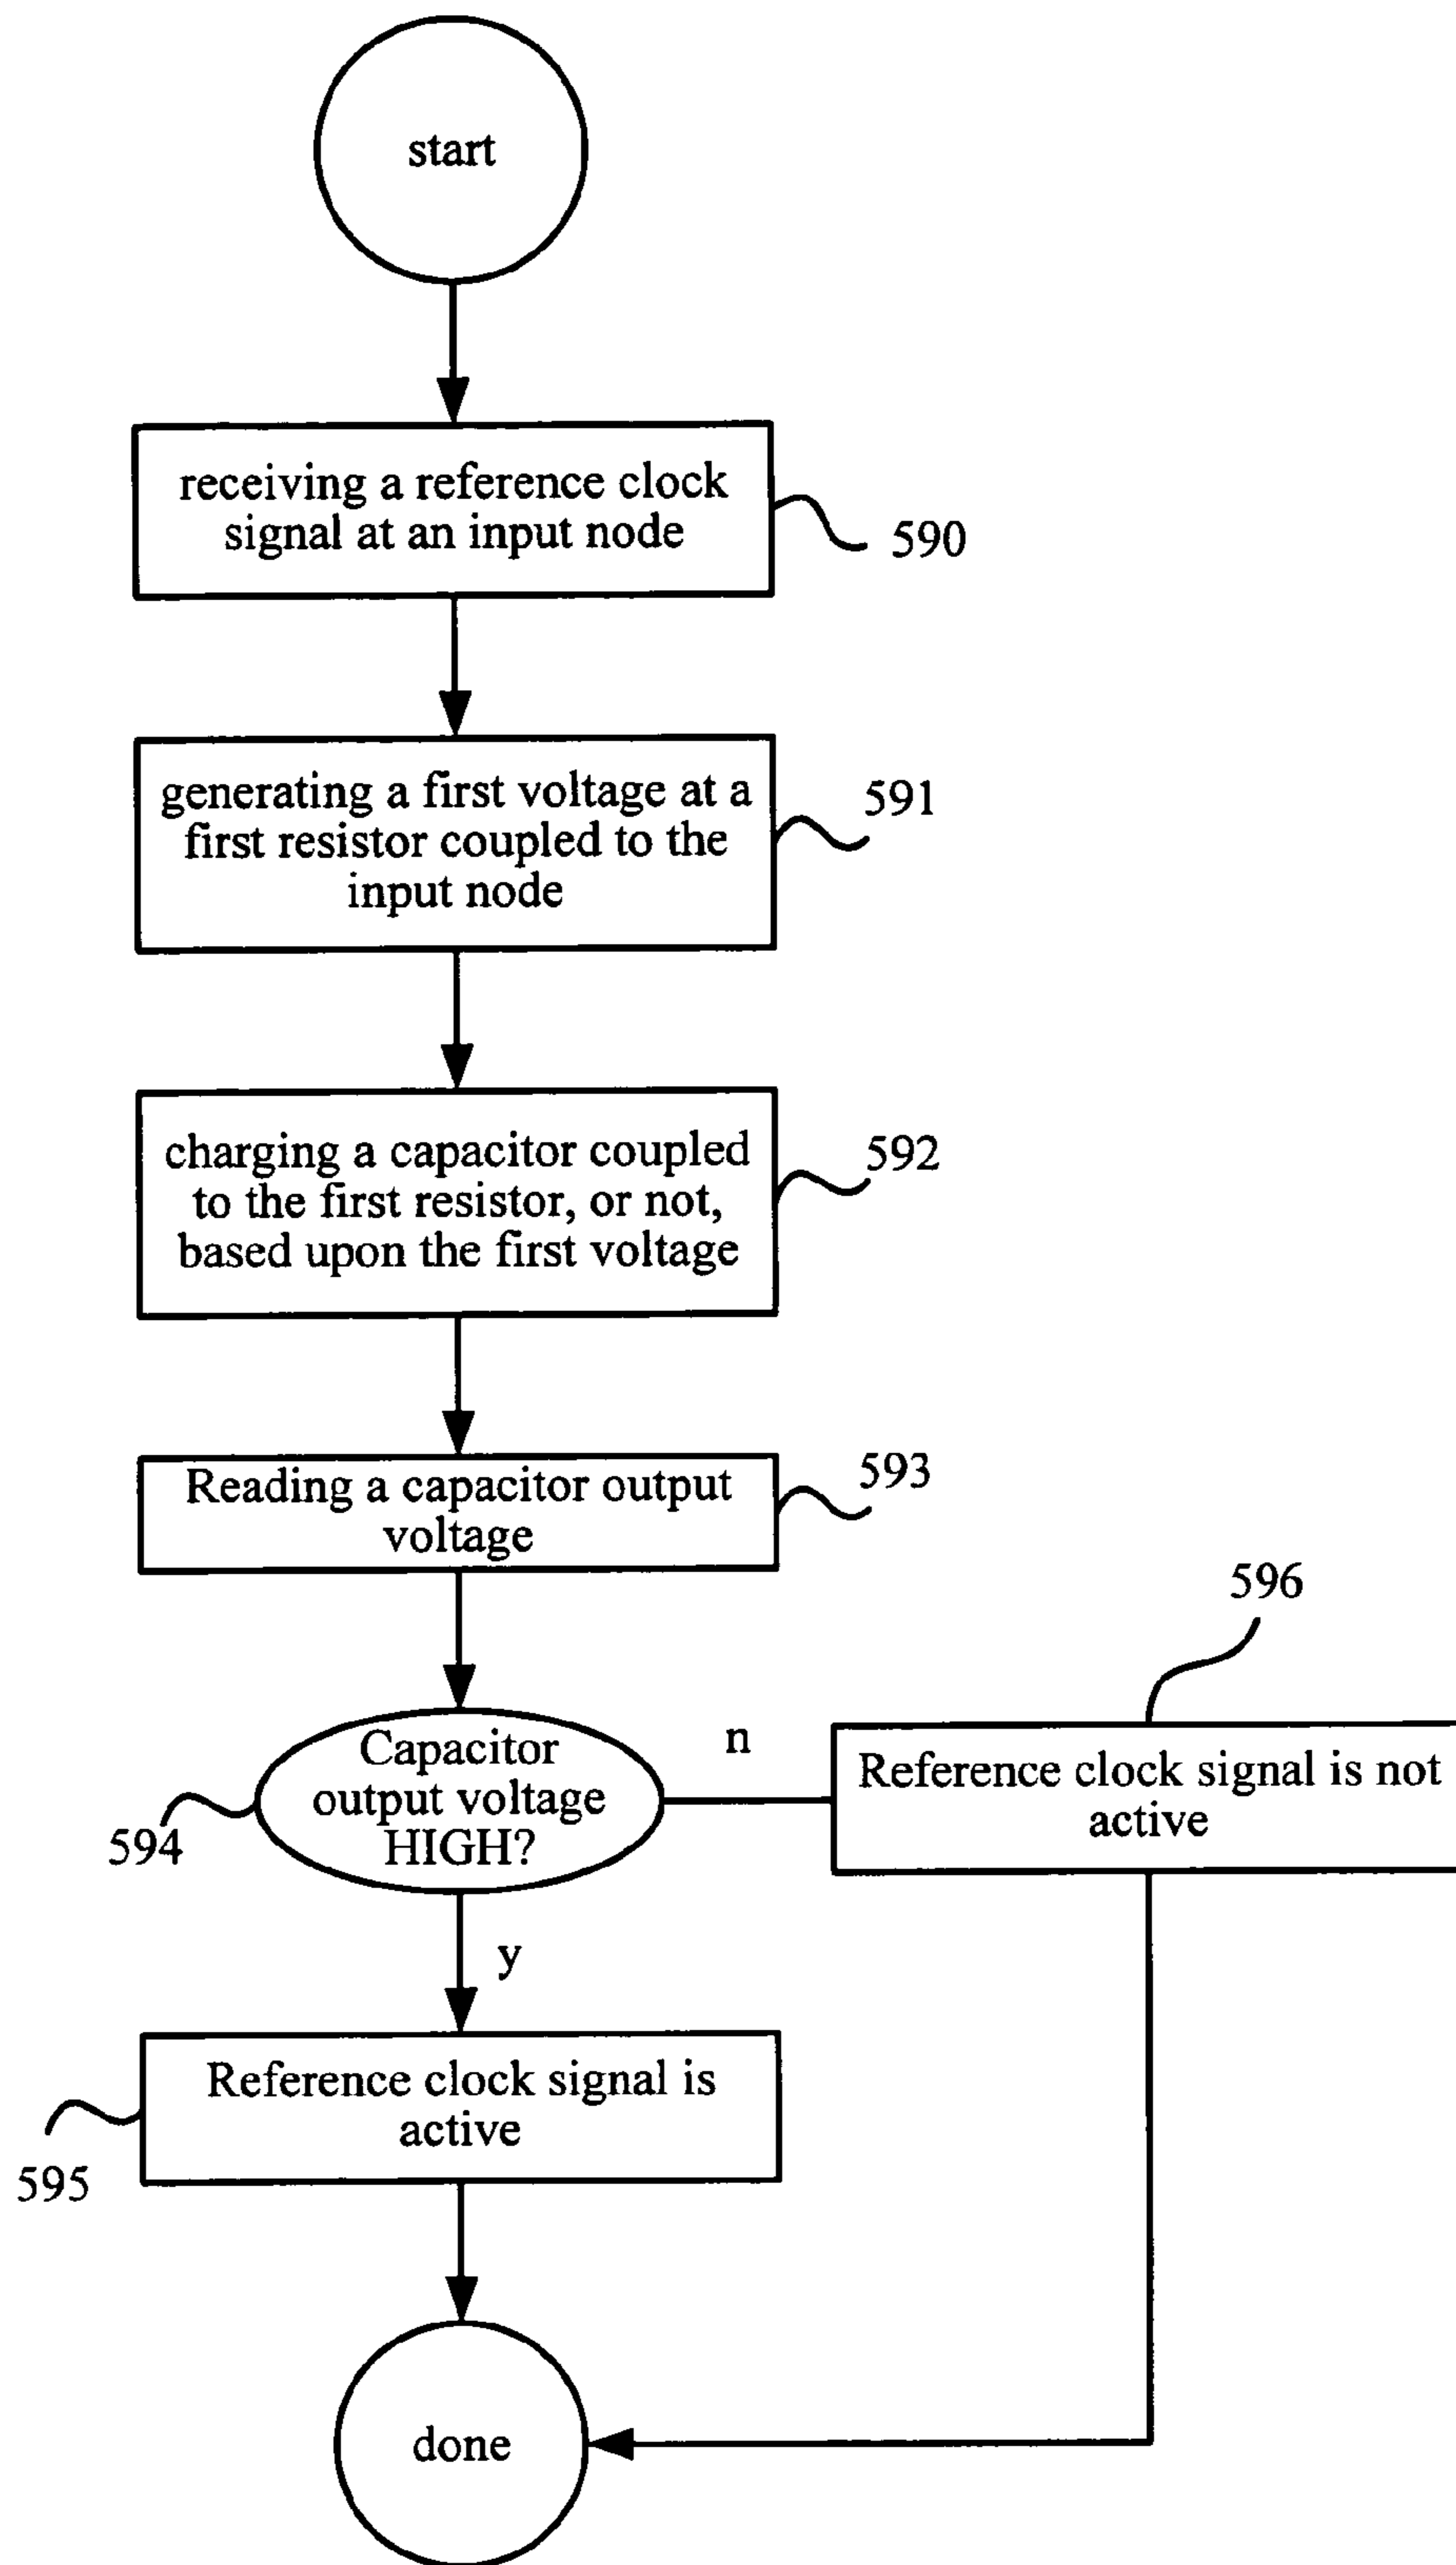 start
receiving a reference clock
signal at an input node
590
generating a first voltage at a
first resistor coupled to the
input node
591
charging a capacitor coupled
to the first resistor, or not,
based upon the first voltage
592
Reading a capacitor output
voltage
593
Capacitor
output voltage
HIGH?
594
n
596
Reference clock signal is not
active
y
Reference clock signal is
active
595
done